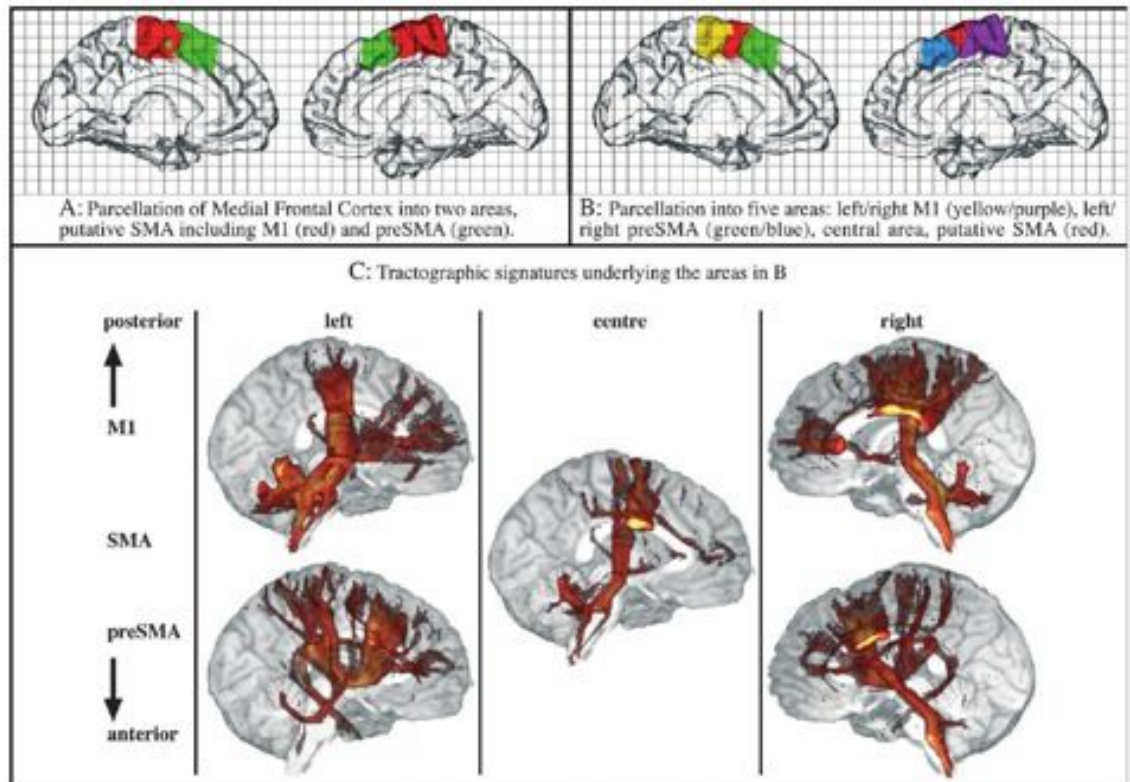 A: Parcellation of Medial Frontal Cortex into two areas,
putative SMA including M1 (red) and preSMA (green).
B: Parcellation into five areas: left/right M1 (yellow/purple), left/
right preSMA (green/blue), central area, putative SMA (red).
C: Tractographic signatures underlying the areas in B
posterior
left
centre
right
M1
SMA
preSMA
anterior